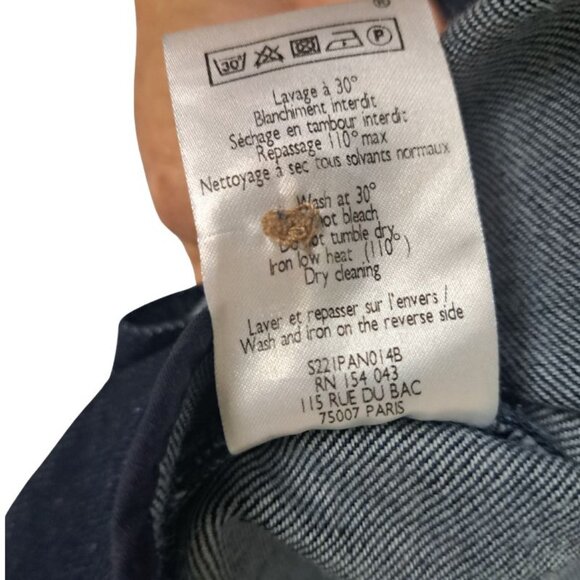 ®
30° P
Lavage à 30°
Blanchiment interdit
Séchage en tambour interdit
Repassage 110° max
Nettoyage à sec tous solvants normaux
Wash at 30°
not bleach
not tumble dry
Iron low heat (110°)
Dry cleaning
Laver et repasser sur l'envers /
Wash and iron on the reverse side
S221PAN014B
RN 154 043
115 RUE DU BAC
75007 PARIS